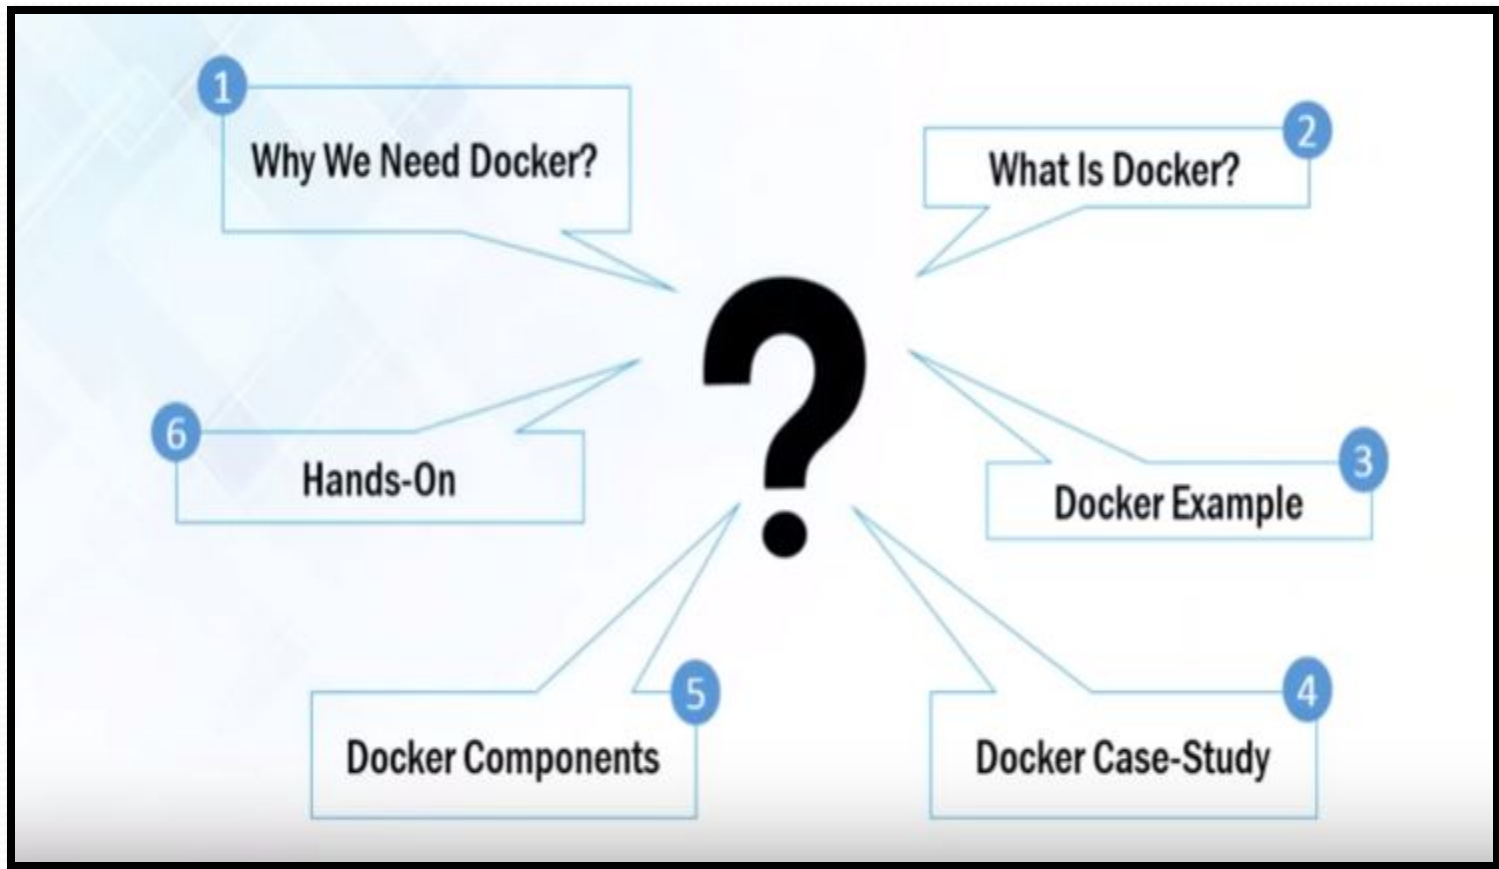 1
Why We Need Docker?
2
What Is Docker?
?
3
Docker Example
4
Docker Case-Study
5
Docker Components
6
Hands-On